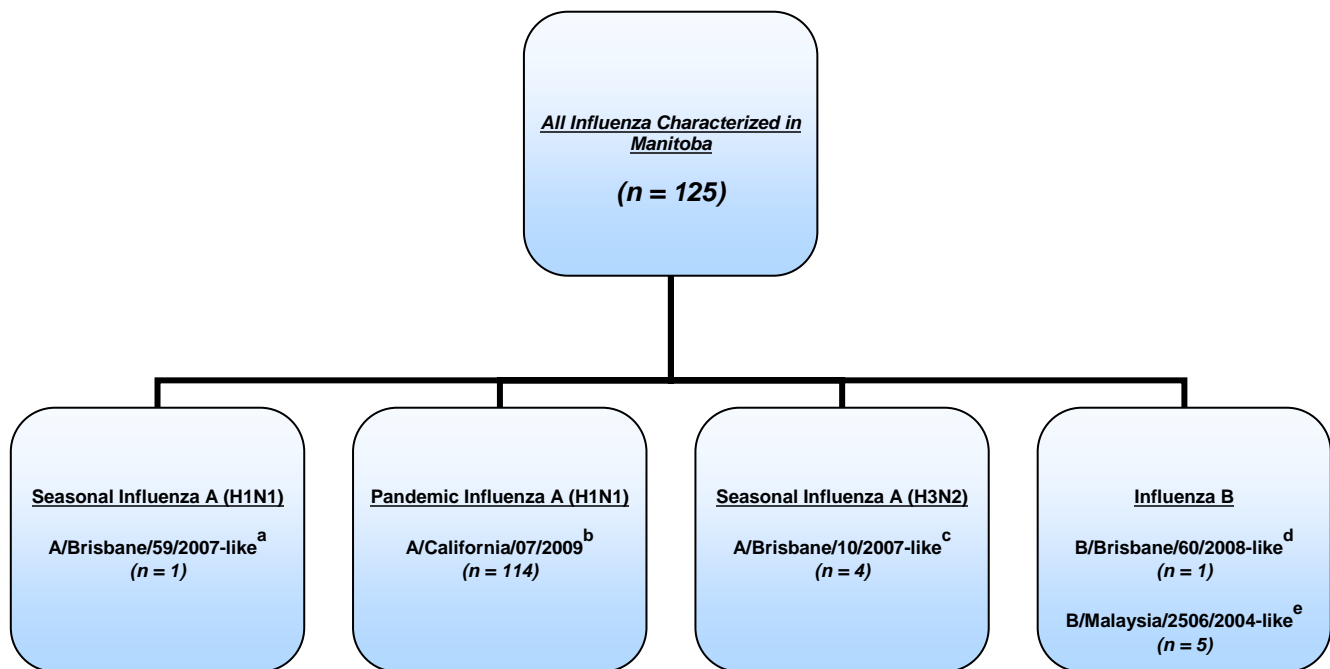 All Influenza Characterized in
Manitoba
(n = 125)
Seasonal Influenza A (H1N1)
A/Brisbane/59/2007-like^a
(n = 1)
Pandemic Influenza A (H1N1)
A/California/07/2009^b
(n = 114)
Seasonal Influenza A (H3N2)
A/Brisbane/10/2007-like^c
(n = 4)
Influenza B
B/Brisbane/60/2008-like^d
(n = 1)
B/Malaysia/2506/2004-like^e
(n = 5)